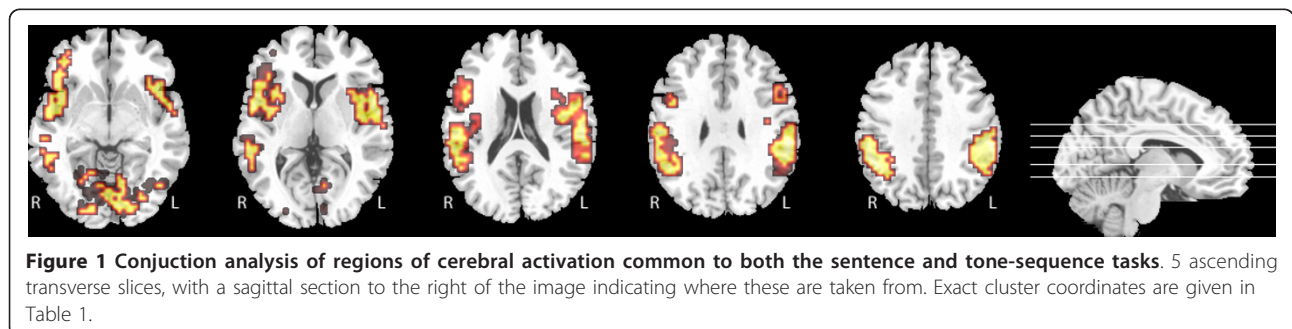 R L R L R L R L R L
Figure 1 Conjuction analysis of regions of cerebral activation common to both the sentence and tone-sequence tasks. 5 ascending
transverse slices, with a sagittal section to the right of the image indicating where these are taken from. Exact cluster coordinates are given in
Table 1.